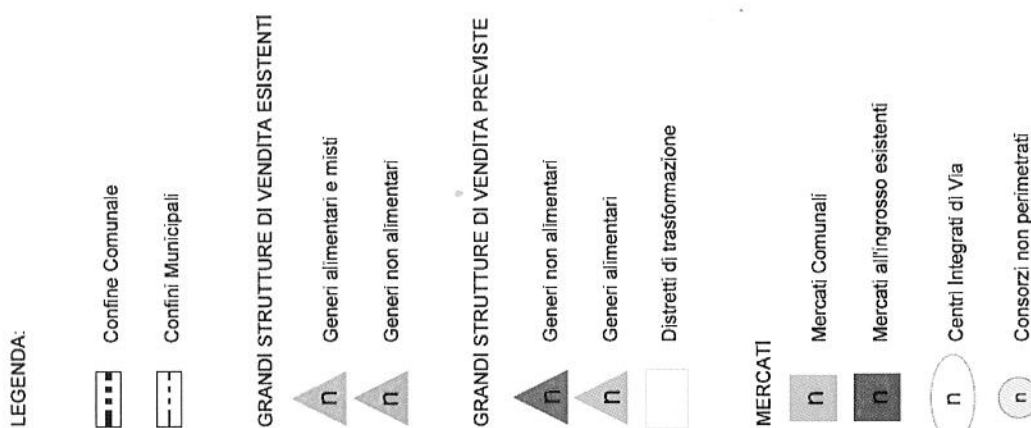 LEGENDA:
Confine Comunale
Confini Municipali
GRANDI STRUTTURE DI VENDITA ESISTENTI
n Generi alimentari e misti
n Generi non alimentari
GRANDI STRUTTURE DI VENDITA PREVISTE
n Generi non alimentari
n Generi alimentari
Distretti di trasformazione
MERCATI
n Mercati Comunali
n Mercati all'ingrosso esistenti
n Centri Integrati di Via
n Consorzi non perimetrati